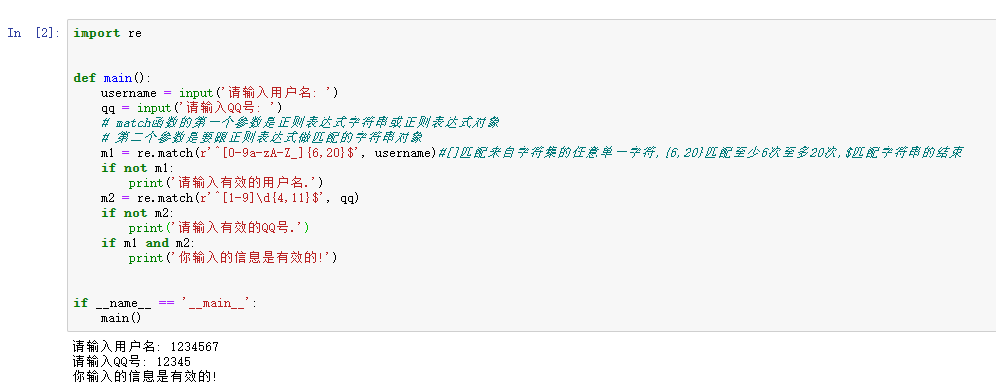 In [2]: import re
def main():
    username = input('请输入用户名: ')
    qq = input('请输入QQ号: ')
    # match函数的第一个参数是正则表达式字符串或正则表达式对象
    # 第二个参数是要跟正则表达式做匹配的字符串对象
    m1 = re.match(r'^[0-9a-zA-Z_]{6,20}$', username)#[]匹配来自字符集的任意单一字符,{6,20}匹配至少6次至多20次,$匹配字符串的结束
    if not m1:
        print('请输入有效的用户名.')
    m2 = re.match(r'^[1-9]\d{4,11}$', qq)
    if not m2:
        print('请输入有效的QQ号.')
    if m1 and m2:
        print('你输入的信息是有效的!')
if __name__ == '__main__':
    main()
请输入用户名: 1234567
请输入QQ号: 12345
你输入的信息是有效的!